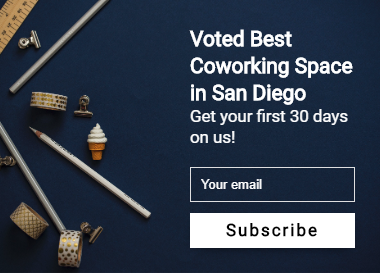 Voted Best
Coworking Space
in San Diego
Get your first 30 days
on us!
Your email
Subscribe